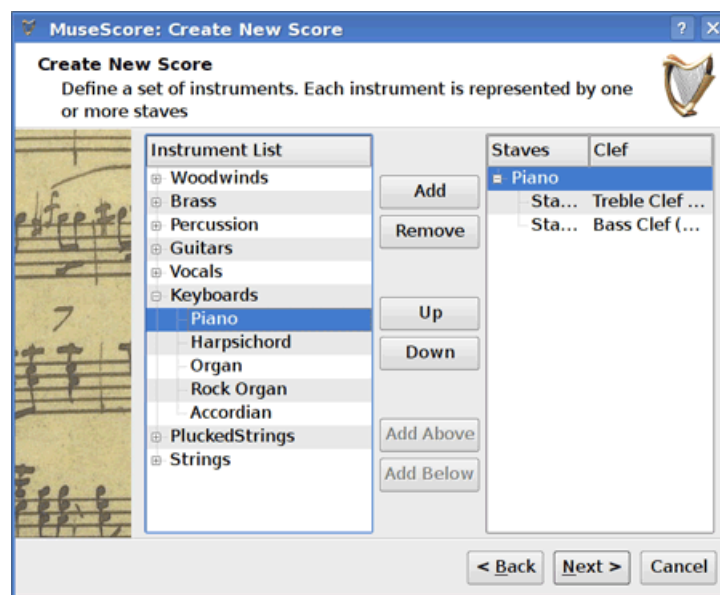 MuseScore: Create New Score
Create New Score
Define a set of instruments. Each instrument is represented by one
or more staves
Instrument List
Woodwinds
Brass
Percussion
Guitars
Vocals
Keyboards
Piano
Harpsichord
Organ
Rock Organ
Accordian
PluckedStrings
Strings
Add
Remove
Up
Down
Add Above
Add Below
Staves Clef
Piano
Sta... Treble Clef ...
Sta... Bass Clef (...
< Back Next > Cancel